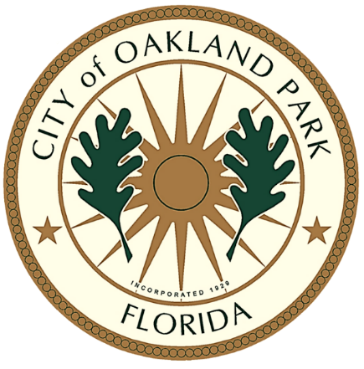 CITY of OAKLAND PARK
INCORPORATED 1929
FLORIDA